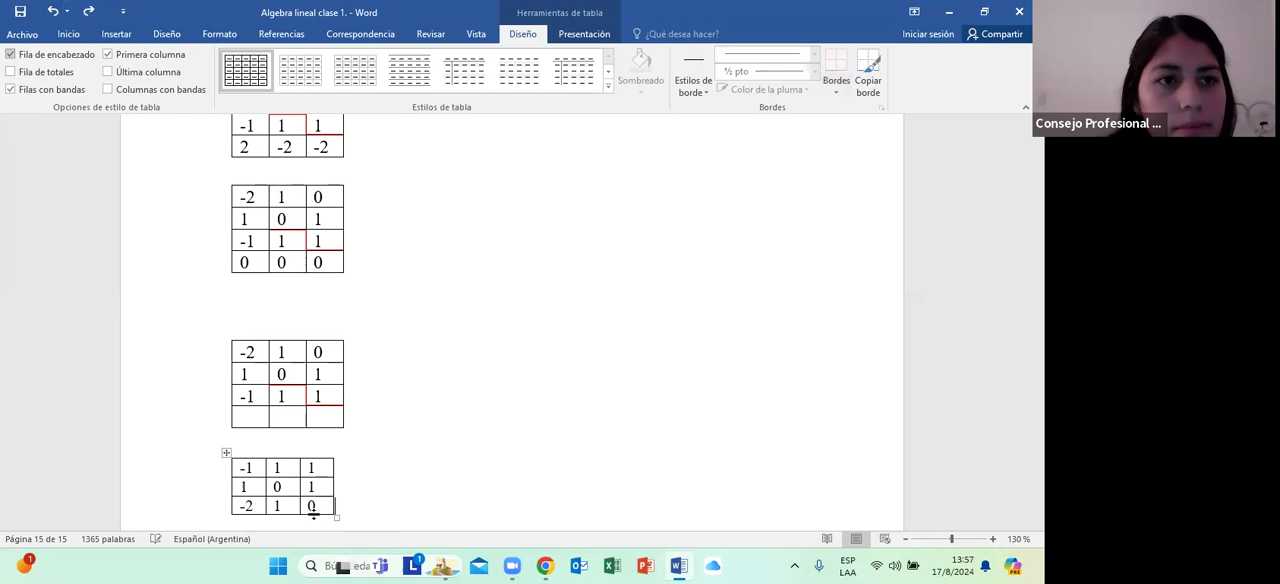 Algebra lineal clase 1. - Word
Herramientas de tabla
Archivo Inicio Insertar Diseño Formato Referencias Correspondencia Revisar Vista Diseño Presentación ¿Qué desea hacer? Iniciar sesión Compartir
Fila de encabezado Primera columna
Fila de totales Última columna
Filas con bandas Columnas con bandas
Opciones de estilo de tabla
Estilos de tabla
Sombreado
Estilos de borde
½ pto
Color de la pluma
Bordes
Copiar borde
Bordes
Consejo Profesional ...
-1 1 1
2 -2 -2
-2 1 0
1 0 1
-1 1 1
0 0 0
-2 1 0
1 0 1
-1 1 1
-1 1 1
1 0 1
-2 1 0
Página 15 de 15 1365 palabras Español (Argentina) 130 %
1
1
ESP
LAA
13:57
17/8/2024
PRE